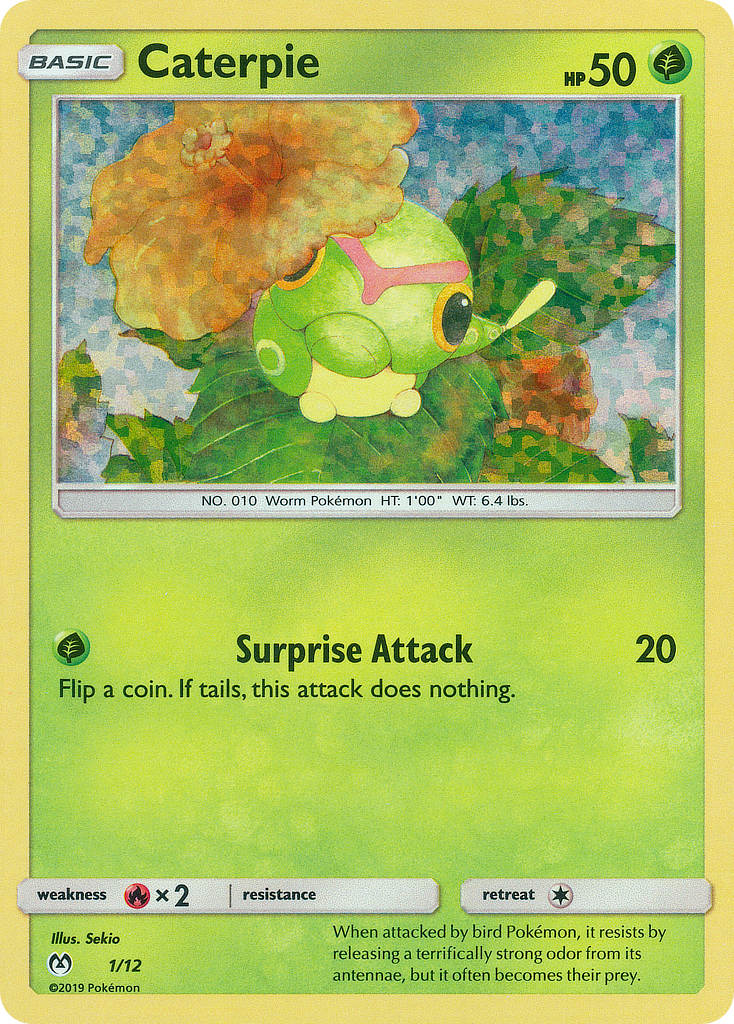 BASIC Caterpie HP50
NO. 010 Worm Pokémon HT: 1'00" WT: 6.4 lbs.
Surprise Attack 20
Flip a coin. If tails, this attack does nothing.
weakness ×2 resistance retreat
Illus. Sekio
1/12
©2019 Pokémon
When attacked by bird Pokémon, it resists by
releasing a terrifically strong odor from its
antennae, but it often becomes their prey.